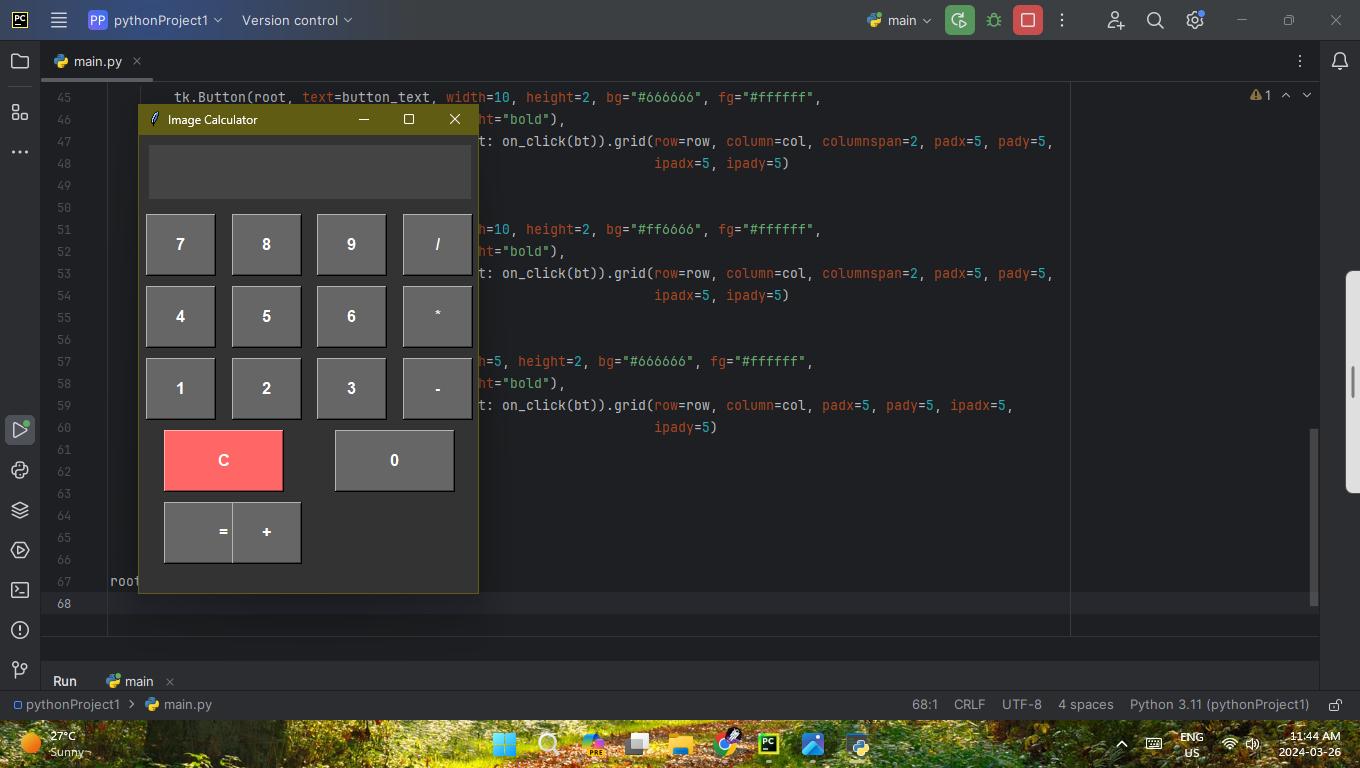 PC PP pythonProject1 Version control main
main.py
45 tk.Button(root, text=button_text, width=10, height=2, bg="#666666", fg="#ffffff", 1
Image Calculator
46 ht="bold"),
47 t: on_click(bt)).grid(row=row, column=col, columnspan=2, padx=5, pady=5,
48 ipadx=5, ipady=5)
49
50
51 h=10, height=2, bg="#ff6666", fg="#ffffff",
52 ht="bold"),
53 t: on_click(bt)).grid(row=row, column=col, columnspan=2, padx=5, pady=5,
54 ipadx=5, ipady=5)
55
56
57 h=5, height=2, bg="#666666", fg="#ffffff",
58 ht="bold"),
59 t: on_click(bt)).grid(row=row, column=col, padx=5, pady=5, ipadx=5,
60 ipady=5)
61
62
63
64
65
66
67 root
68
7 8 9 /
4 5 6 *
1 2 3 -
C 0
= +
Run main
pythonProject1 > main.py 68:1 CRLF UTF-8 4 spaces Python 3.11 (pythonProject1)
27°C
Sunny
PRE
PC
ENG
US
11:44 AM
2024-03-26